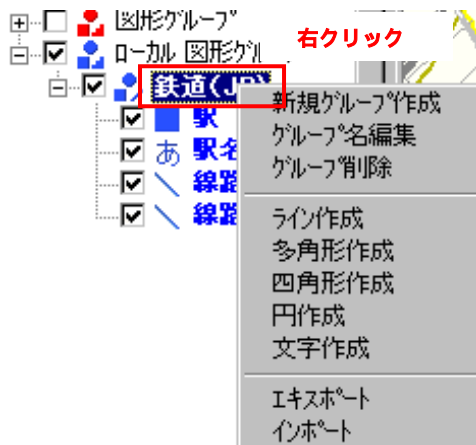 図形ｸﾞﾙｰﾌﾟ
ﾛｰｶﾙ 図形ｸﾞﾙ
右クリック
鉄道(JR)
駅
駅名
線路
線路
新規ｸﾞﾙｰﾌﾟ作成
ｸﾞﾙｰﾌﾟ名編集
ｸﾞﾙｰﾌﾟ削除
ﾗｲﾝ作成
多角形作成
四角形作成
円作成
文字作成
ｴｷｽﾎﾟｰﾄ
ｲﾝﾎﾟｰﾄ